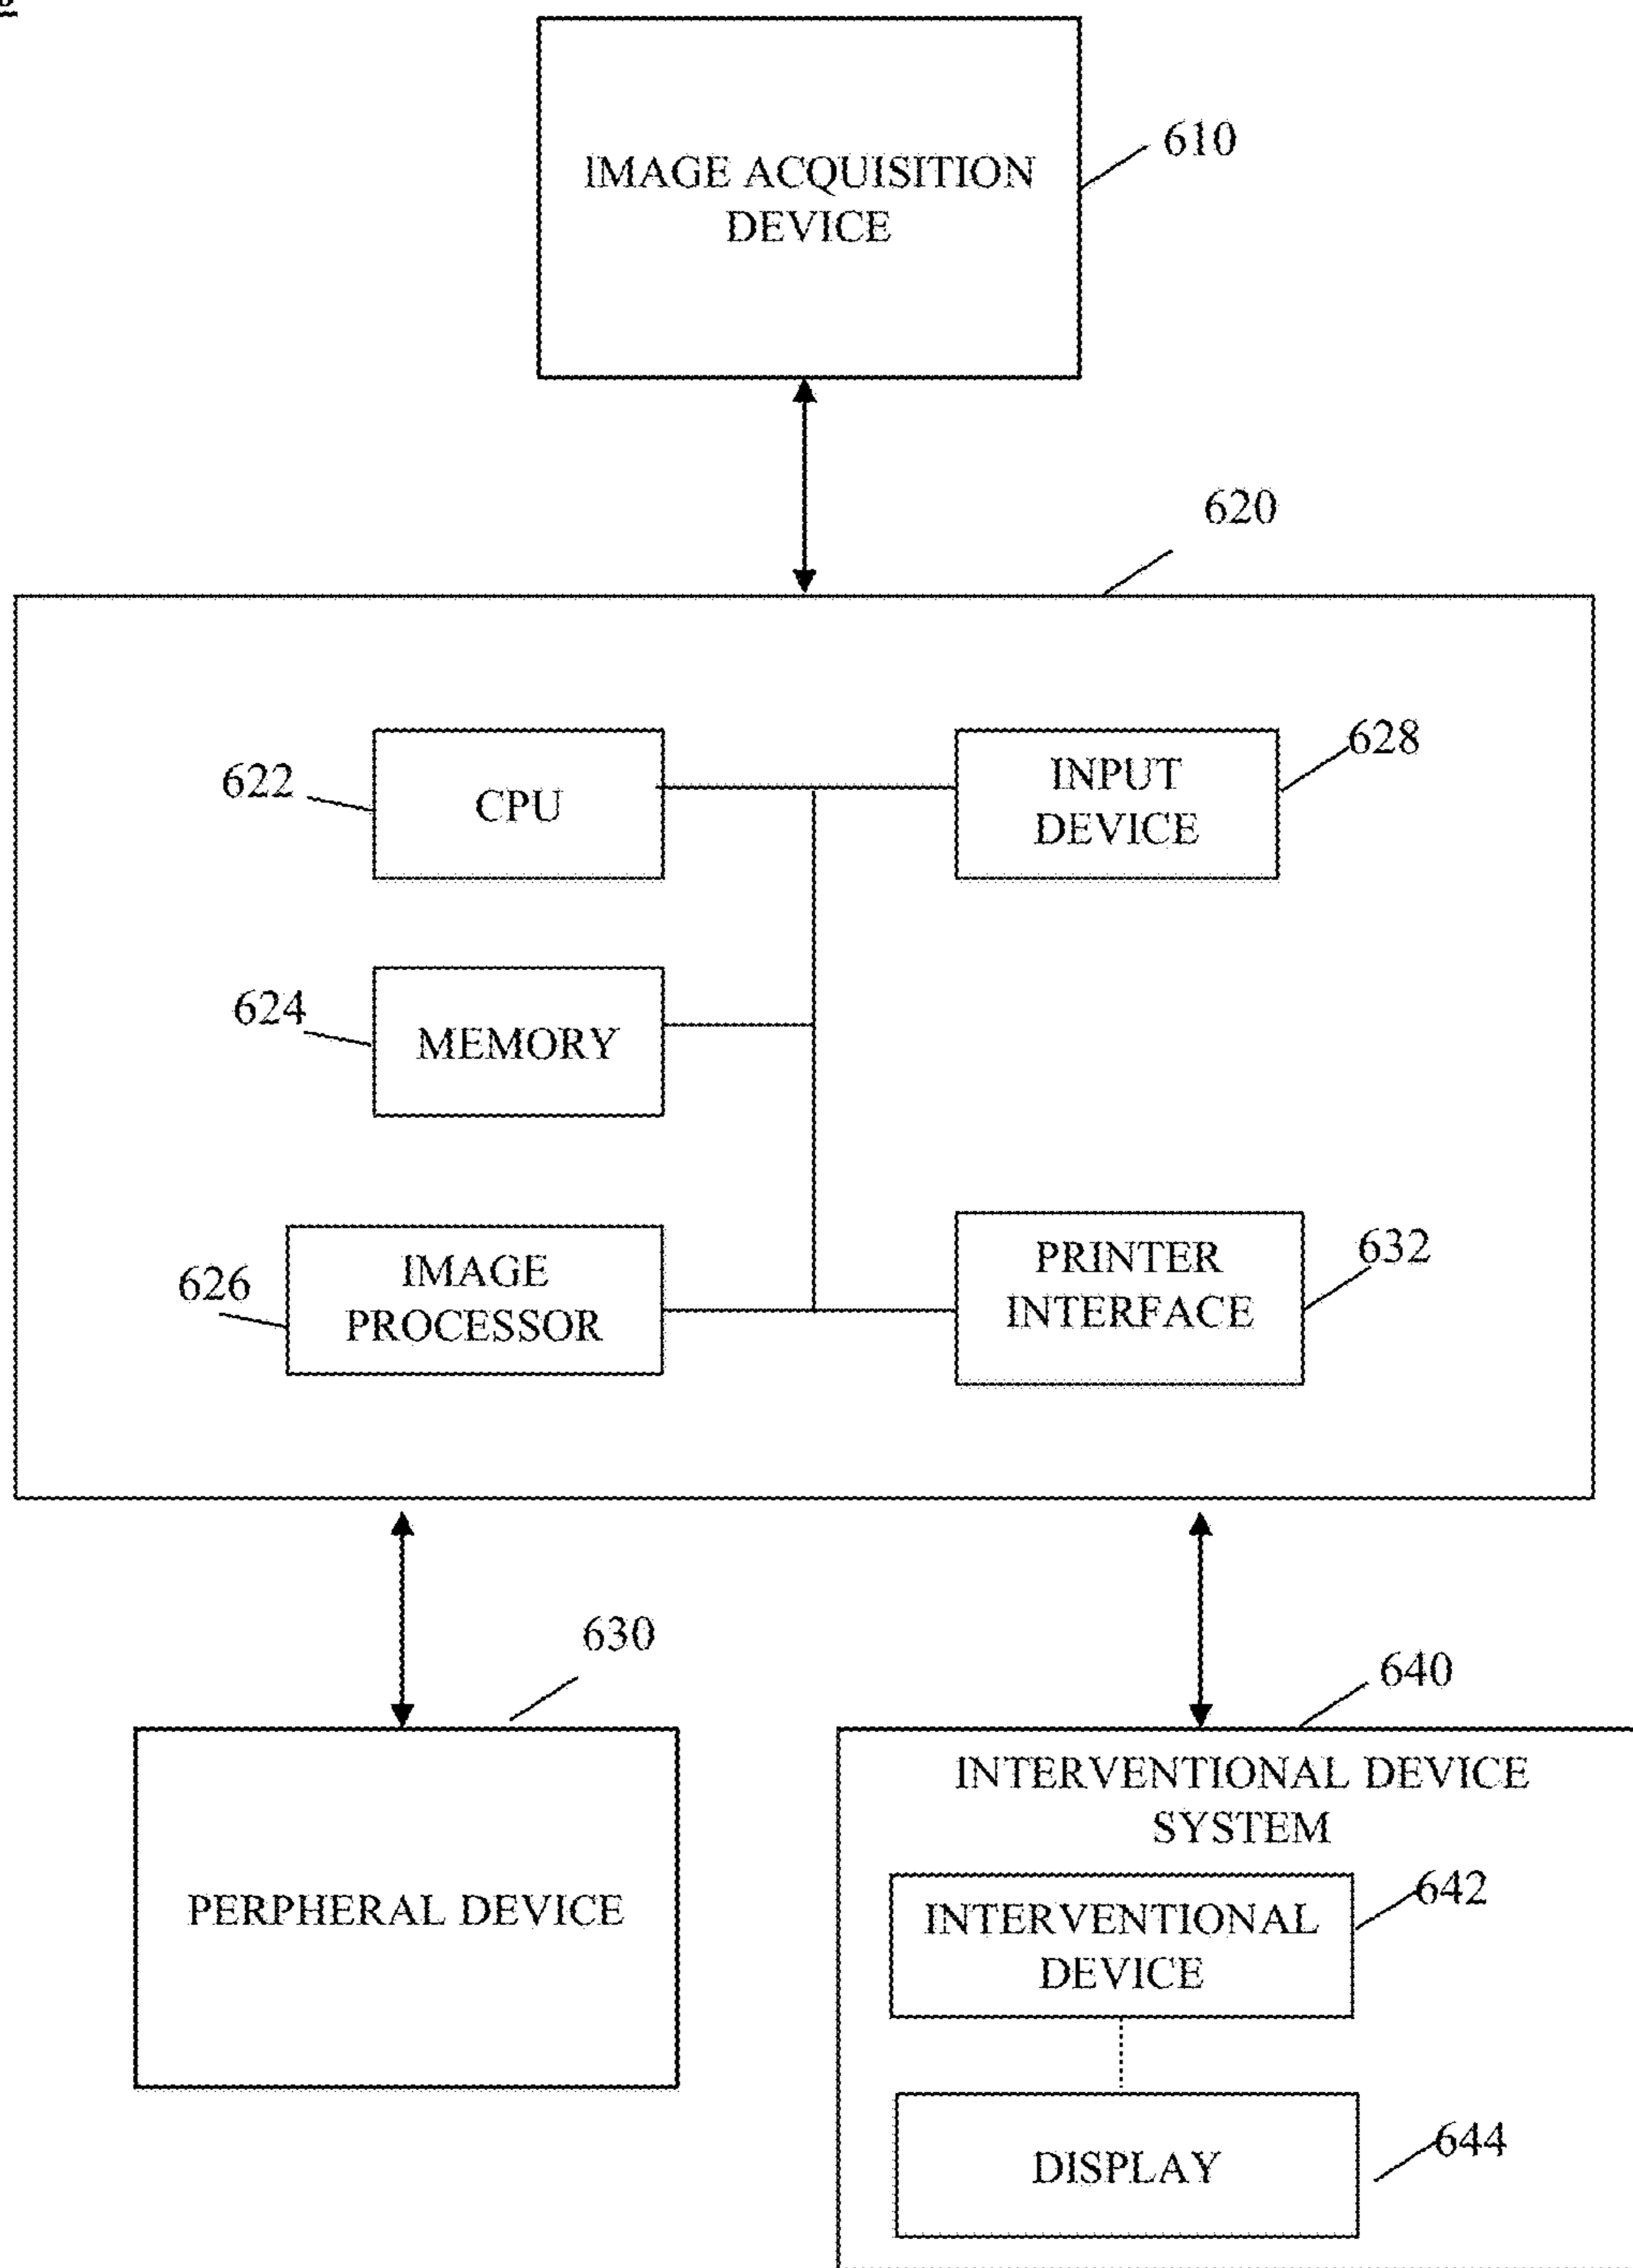 IMAGE ACQUISITION
DEVICE
610
620
622
CPU
INPUT
DEVICE
628
624
MEMORY
626
IMAGE
PROCESSOR
PRINTER
INTERFACE
632
630
640
PERPHERAL DEVICE
INTERVENTIONAL DEVICE
SYSTEM
INTERVENTIONAL
DEVICE
642
DISPLAY
644